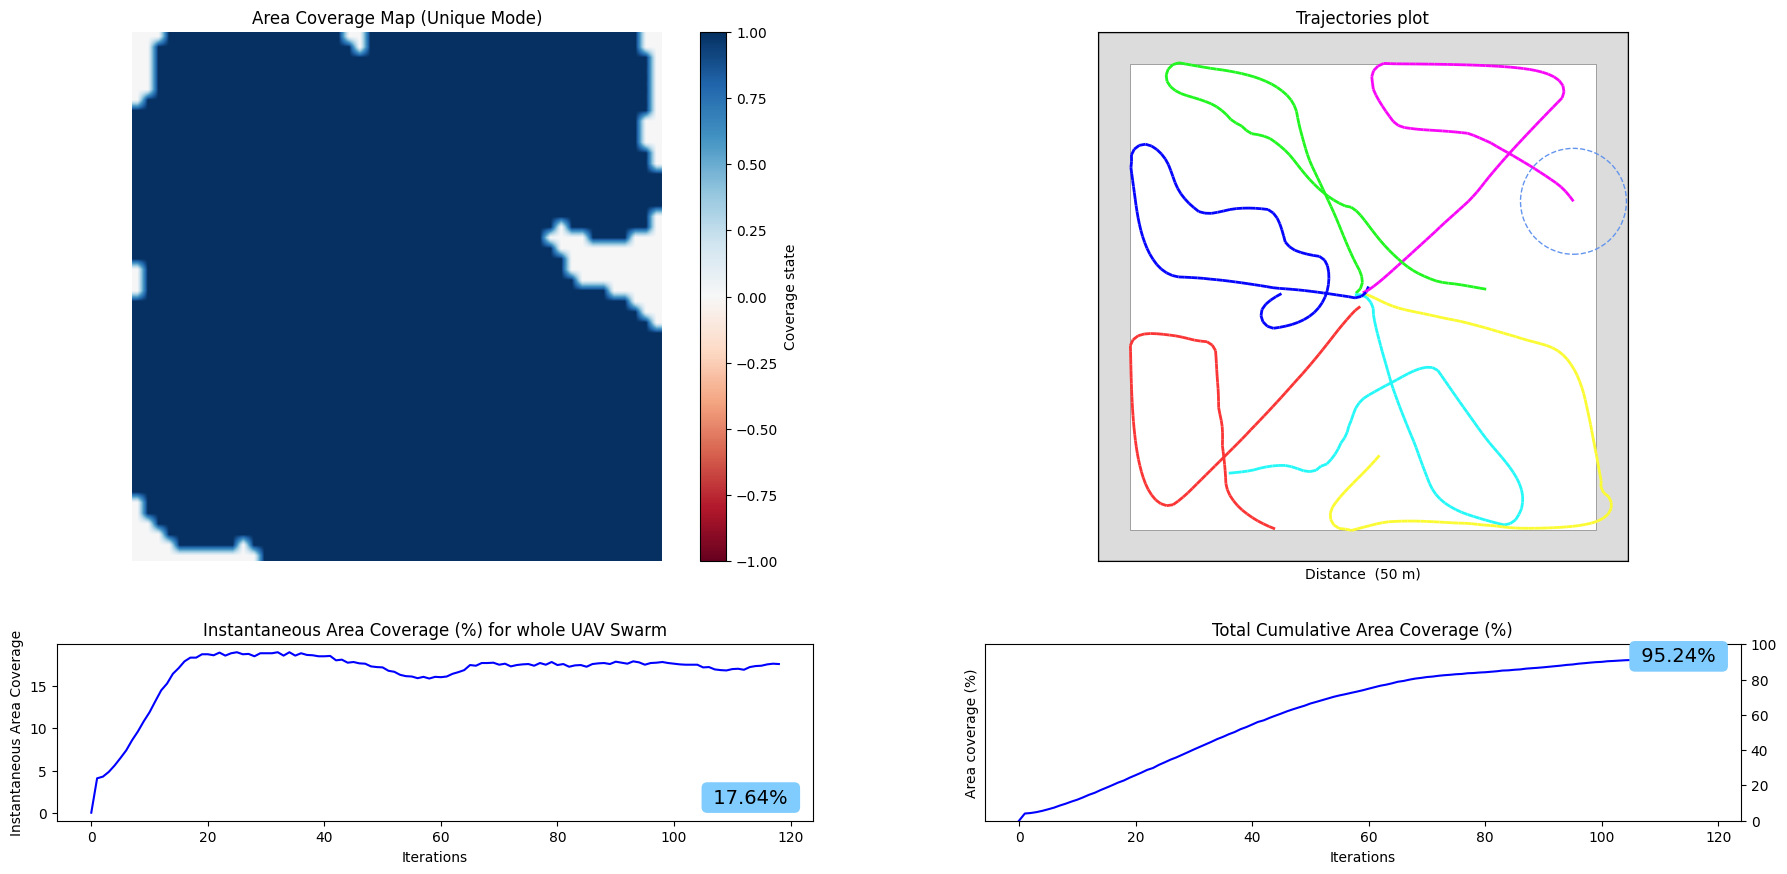 Area Coverage Map (Unique Mode)
1.00
0.75
0.50
0.25
0.00
−0.25
−0.50
−0.75
−1.00
Coverage state
Trajectories plot
Distance  (50 m)
Instantaneous Area Coverage (%) for whole UAV Swarm
Instantaneous Area Coverage
15
10
5
0
17.64%
0 20 40 60 80 100 120
Iterations
Total Cumulative Area Coverage (%)
Area coverage (%)
95.24%
100
80
60
40
20
0
0 20 40 60 80 100 120
Iterations